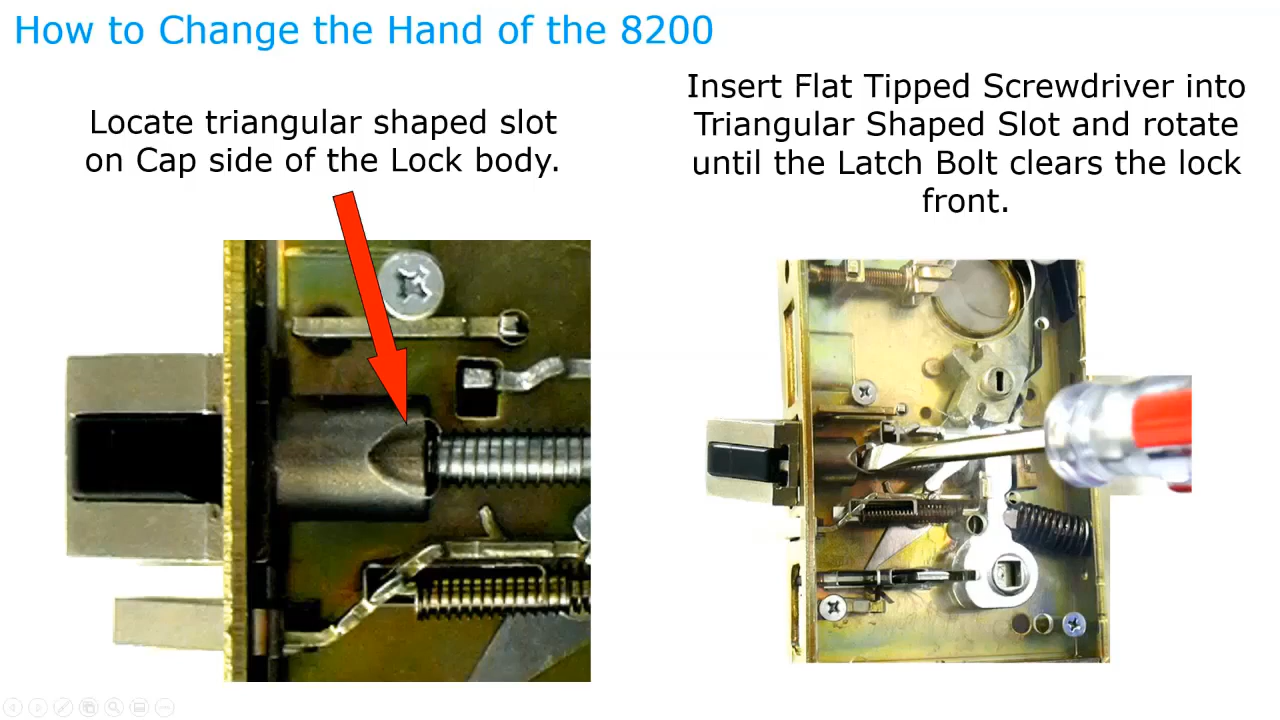 How to Change the Hand of the 8200
Locate triangular shaped slot
on Cap side of the Lock body.
Insert Flat Tipped Screwdriver into
Triangular Shaped Slot and rotate
until the Latch Bolt clears the lock
front.